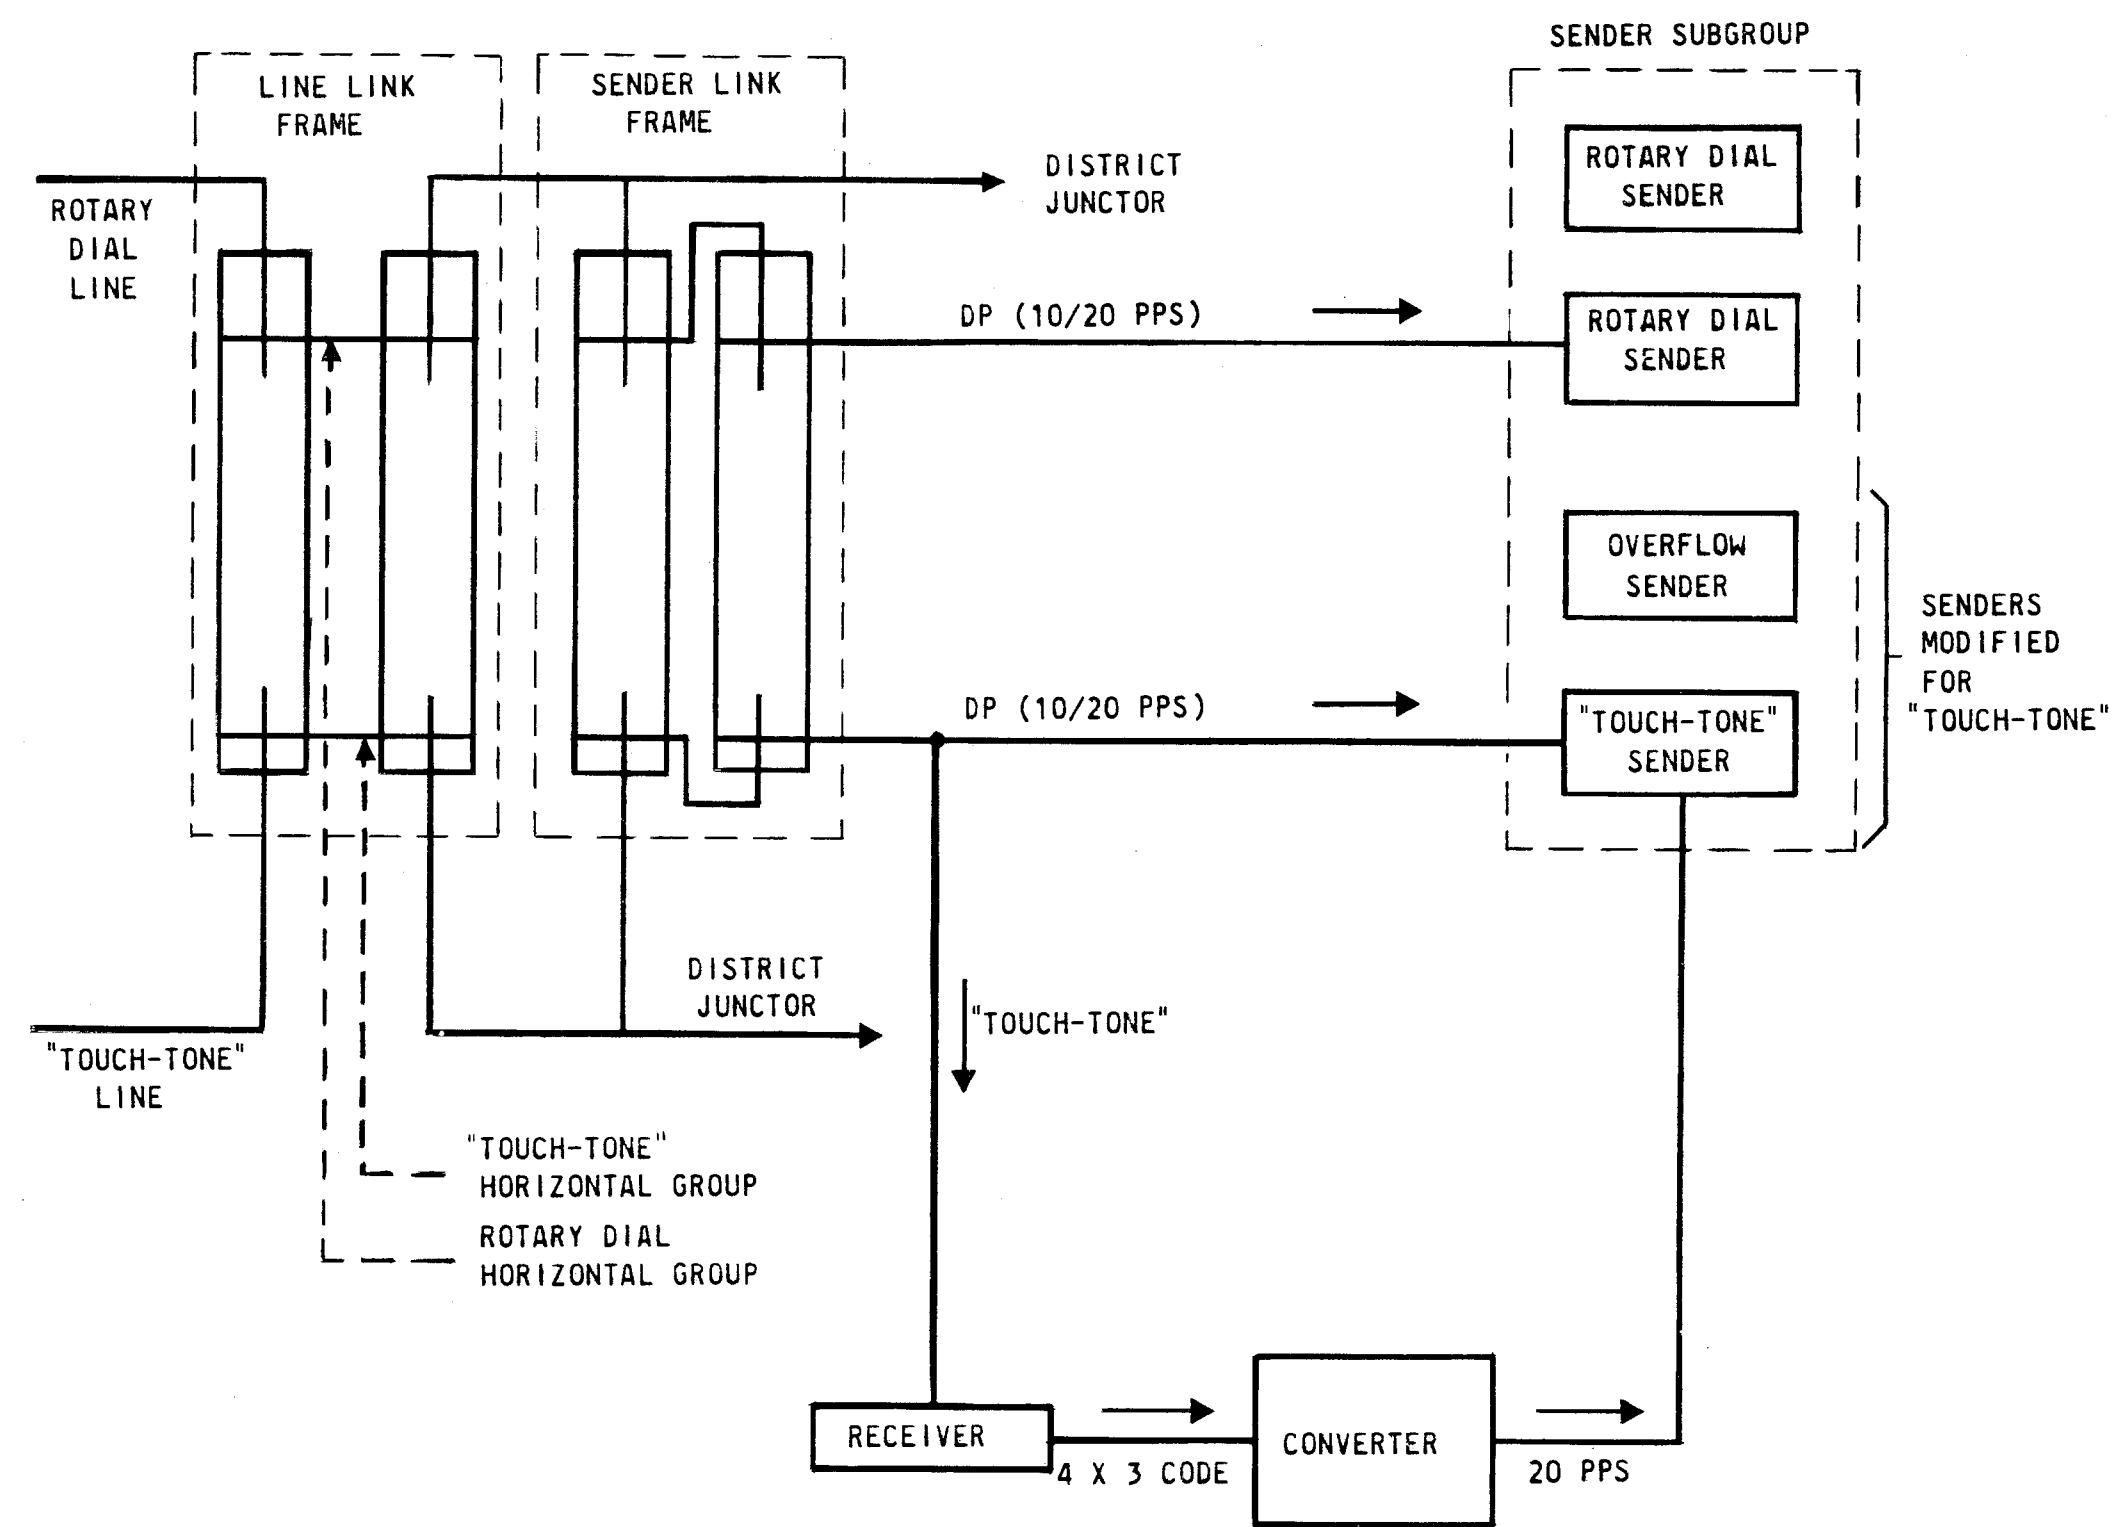 SENDER SUBGROUP
LINE LINK
FRAME
SENDER LINK
FRAME
ROTARY DIAL
SENDER
DISTRICT
JUNCTOR
ROTARY
DIAL
LINE
DP (10/20 PPS)
ROTARY DIAL
SENDER
OVERFLOW
SENDER
SENDERS
MODIFIED
FOR
"TOUCH-TONE"
DP (10/20 PPS)
"TOUCH-TONE"
SENDER
DISTRICT
JUNCTOR
"TOUCH-TONE"
"TOUCH-TONE"
LINE
"TOUCH-TONE"
HORIZONTAL GROUP
ROTARY DIAL
HORIZONTAL GROUP
RECEIVER
4 X 3 CODE
CONVERTER
20 PPS